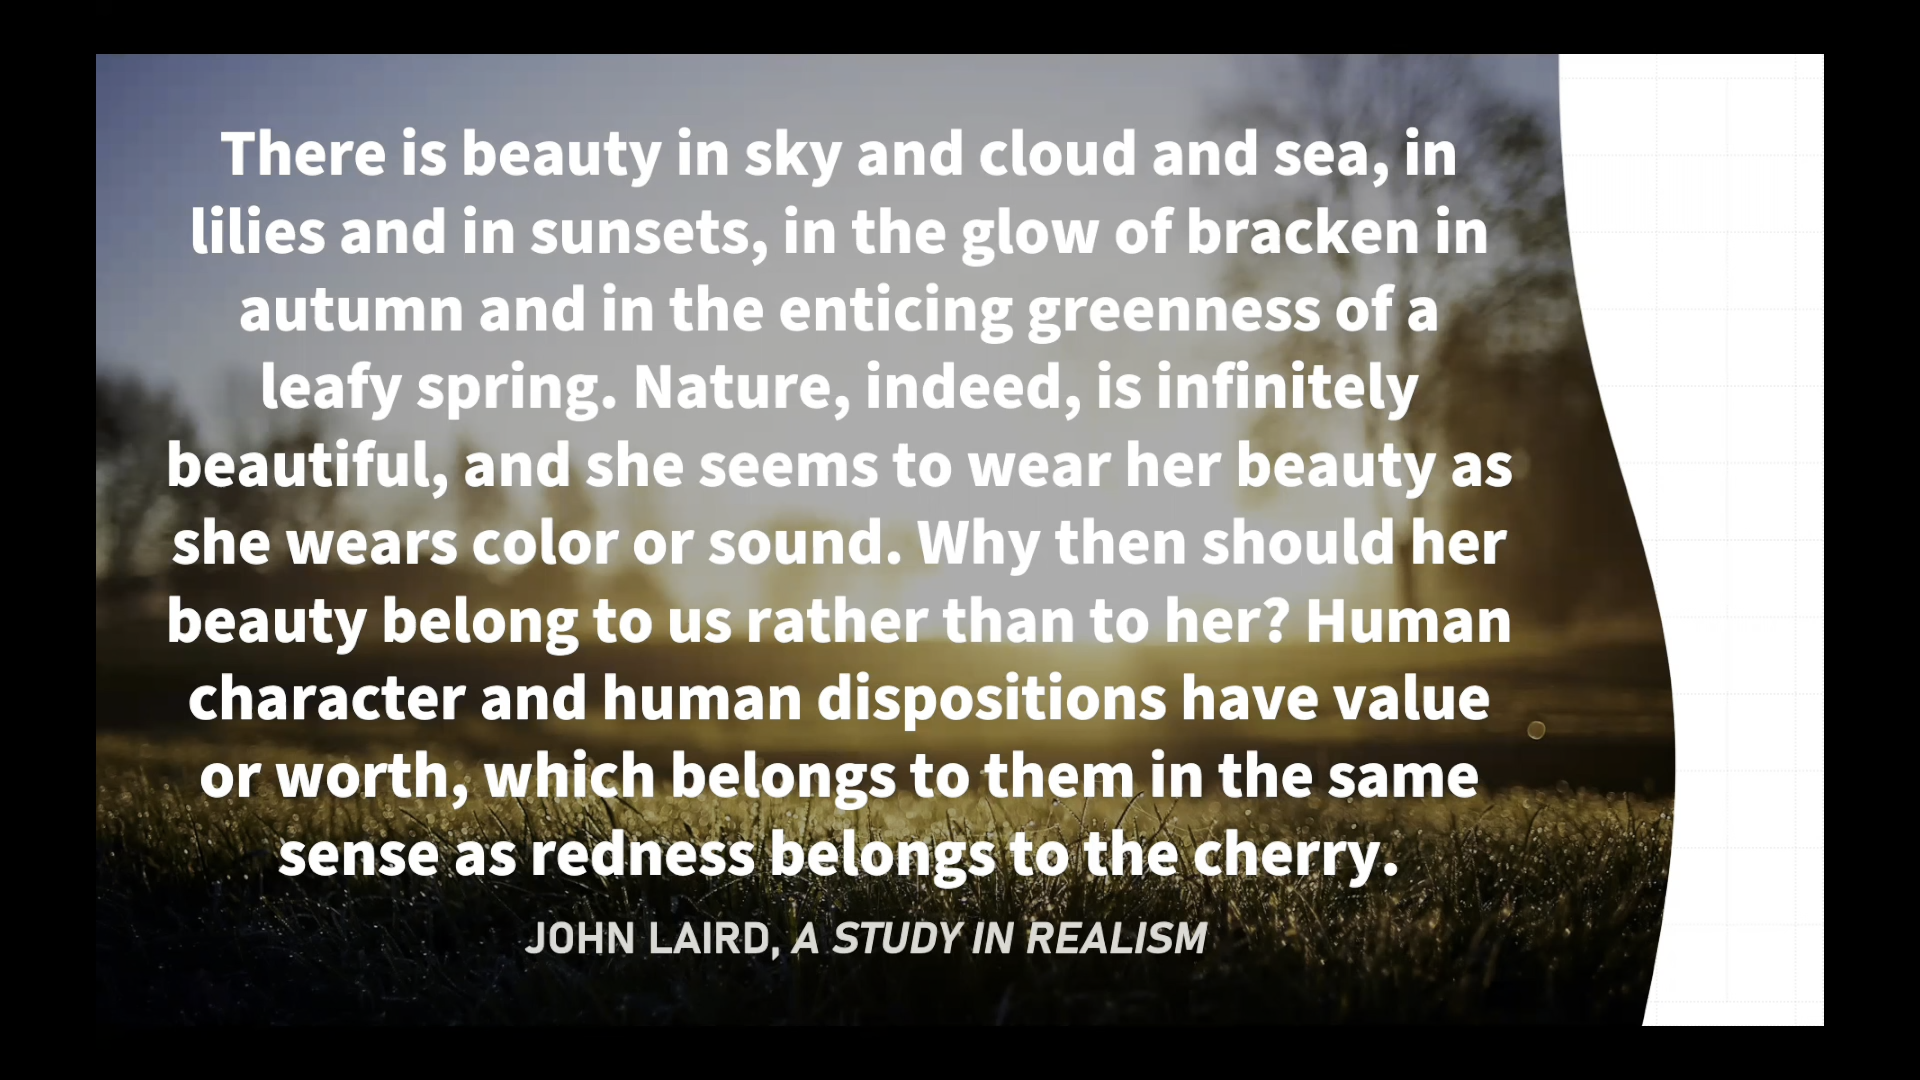 There is beauty in sky and cloud and sea, in
lilies and in sunsets, in the glow of bracken in
autumn and in the enticing greenness of a
leafy spring. Nature, indeed, is infinitely
beautiful, and she seems to wear her beauty as
she wears color or sound. Why then should her
beauty belong to us rather than to her? Human
character and human dispositions have value
or worth, which belongs to them in the same
sense as redness belongs to the cherry.
JOHN LAIRD, A STUDY IN REALISM